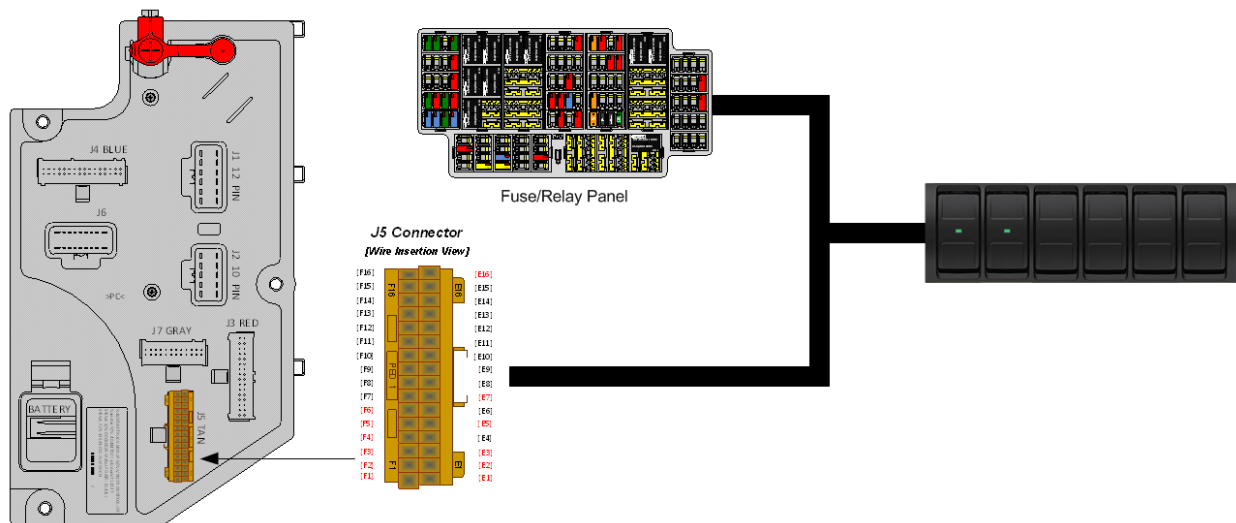 J4 BLUE
J1 12 PIN
J6
J2 10 PIN
>PC<
J7 GRAY
J3 RED
BATTERY
J5 TAN
Fuse/Relay Panel
J5 Connector
[Wire Insertion View]
[F16] F16 E16 [E16]
[F15] [E15]
[F14] [E14]
[F13] [E13]
[F12] [E12]
[F11] [E11]
[F10] [E10]
[F9] PED 1 [E9]
[F8] [E8]
[F7] [E7]
[F6] [E6]
[F5] [E5]
[F4] [E4]
[F3] [E3]
[F2] F1 E1 [E2]
[F1] [E1]